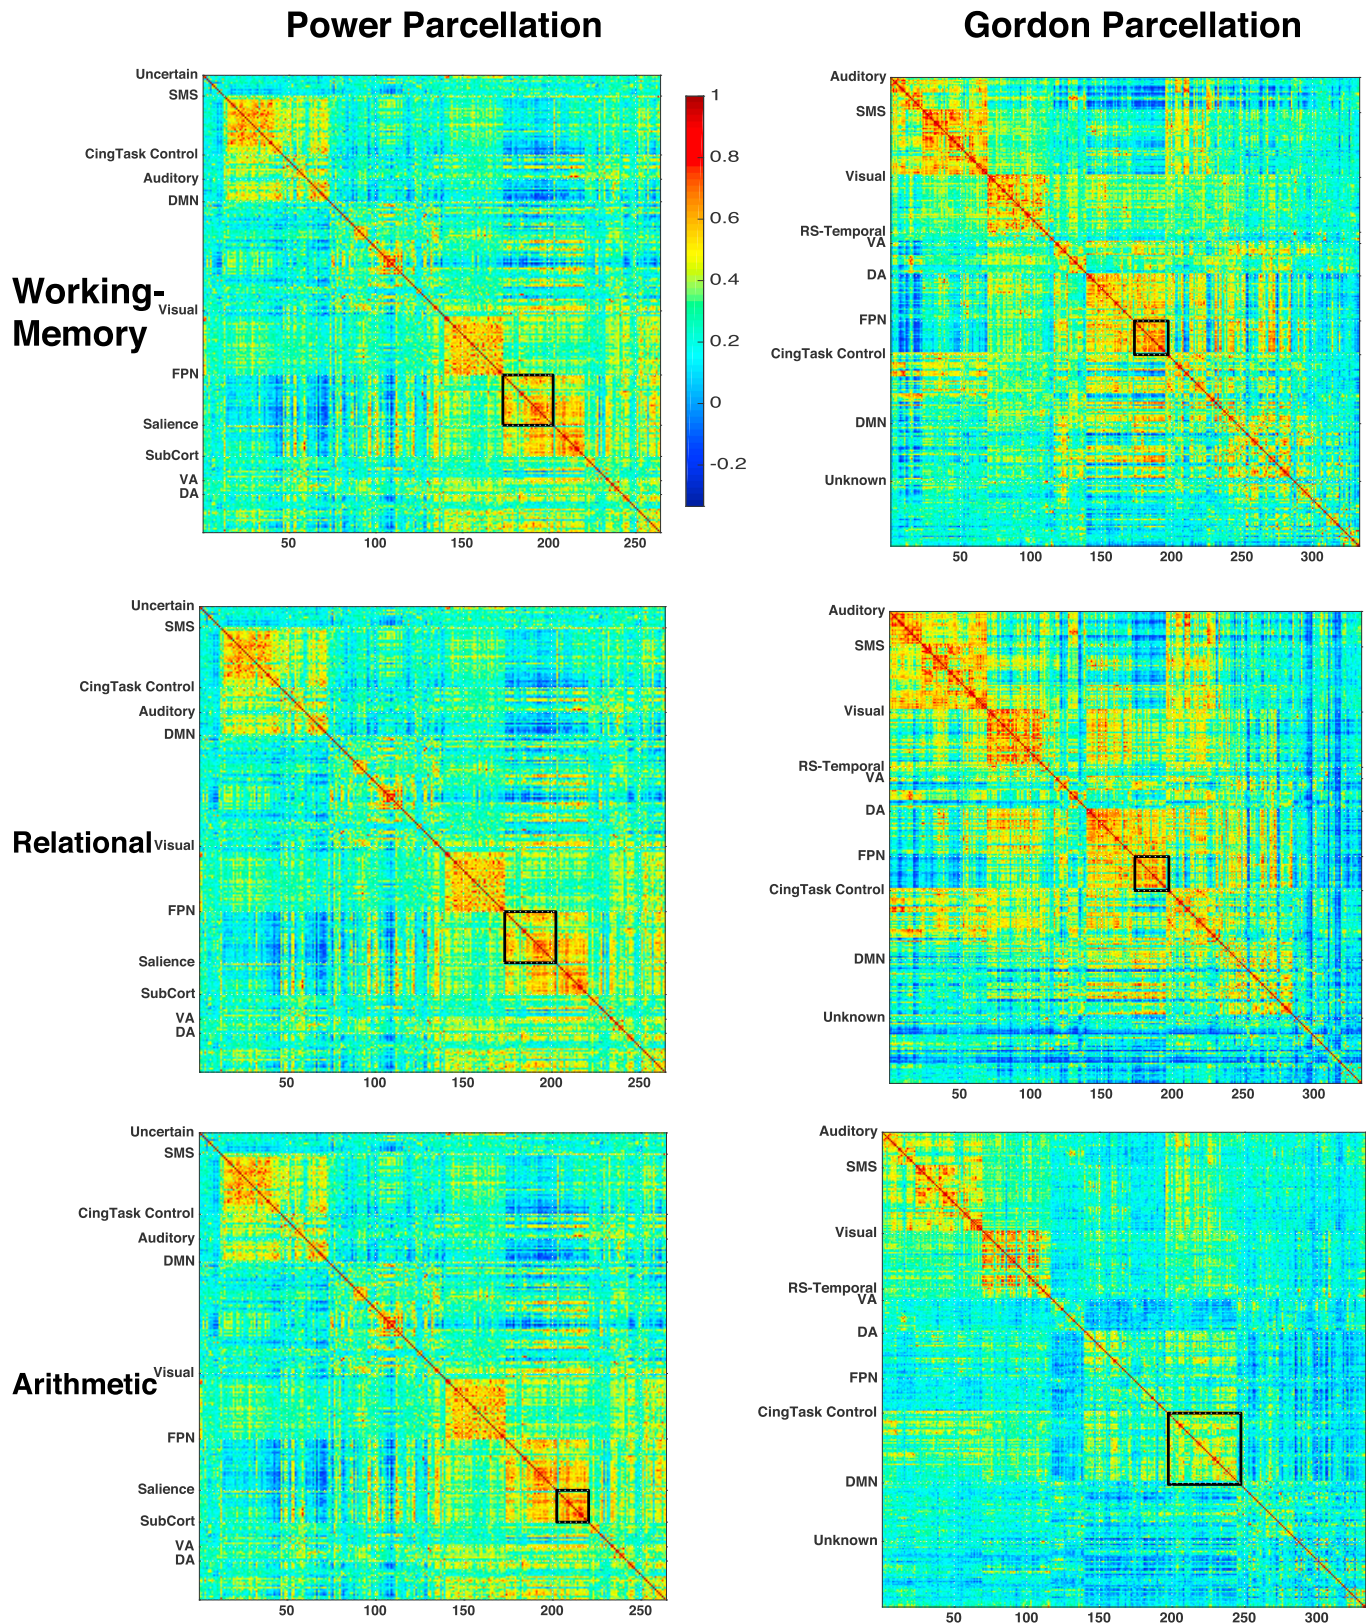 Power Parcellation
Gordon Parcellation
Working-
Memory
Uncertain
SMS
CingTask Control
Auditory
DMN
Visual
FPN
Salience
SubCort
VA
DA
50 100 150 200 250
1
0.8
0.6
0.4
0.2
0
-0.2
Auditory
SMS
Visual
RS-Temporal
VA
DA
FPN
CingTask Control
DMN
Unknown
50 100 150 200 250 300
Relational
Uncertain
SMS
CingTask Control
Auditory
DMN
Visual
FPN
Salience
SubCort
VA
DA
50 100 150 200 250
Auditory
SMS
Visual
RS-Temporal
VA
DA
FPN
CingTask Control
DMN
Unknown
50 100 150 200 250 300
Arithmetic
Uncertain
SMS
CingTask Control
Auditory
DMN
Visual
FPN
Salience
SubCort
VA
DA
50 100 150 200 250
Auditory
SMS
Visual
RS-Temporal
VA
DA
FPN
CingTask Control
DMN
Unknown
50 100 150 200 250 300